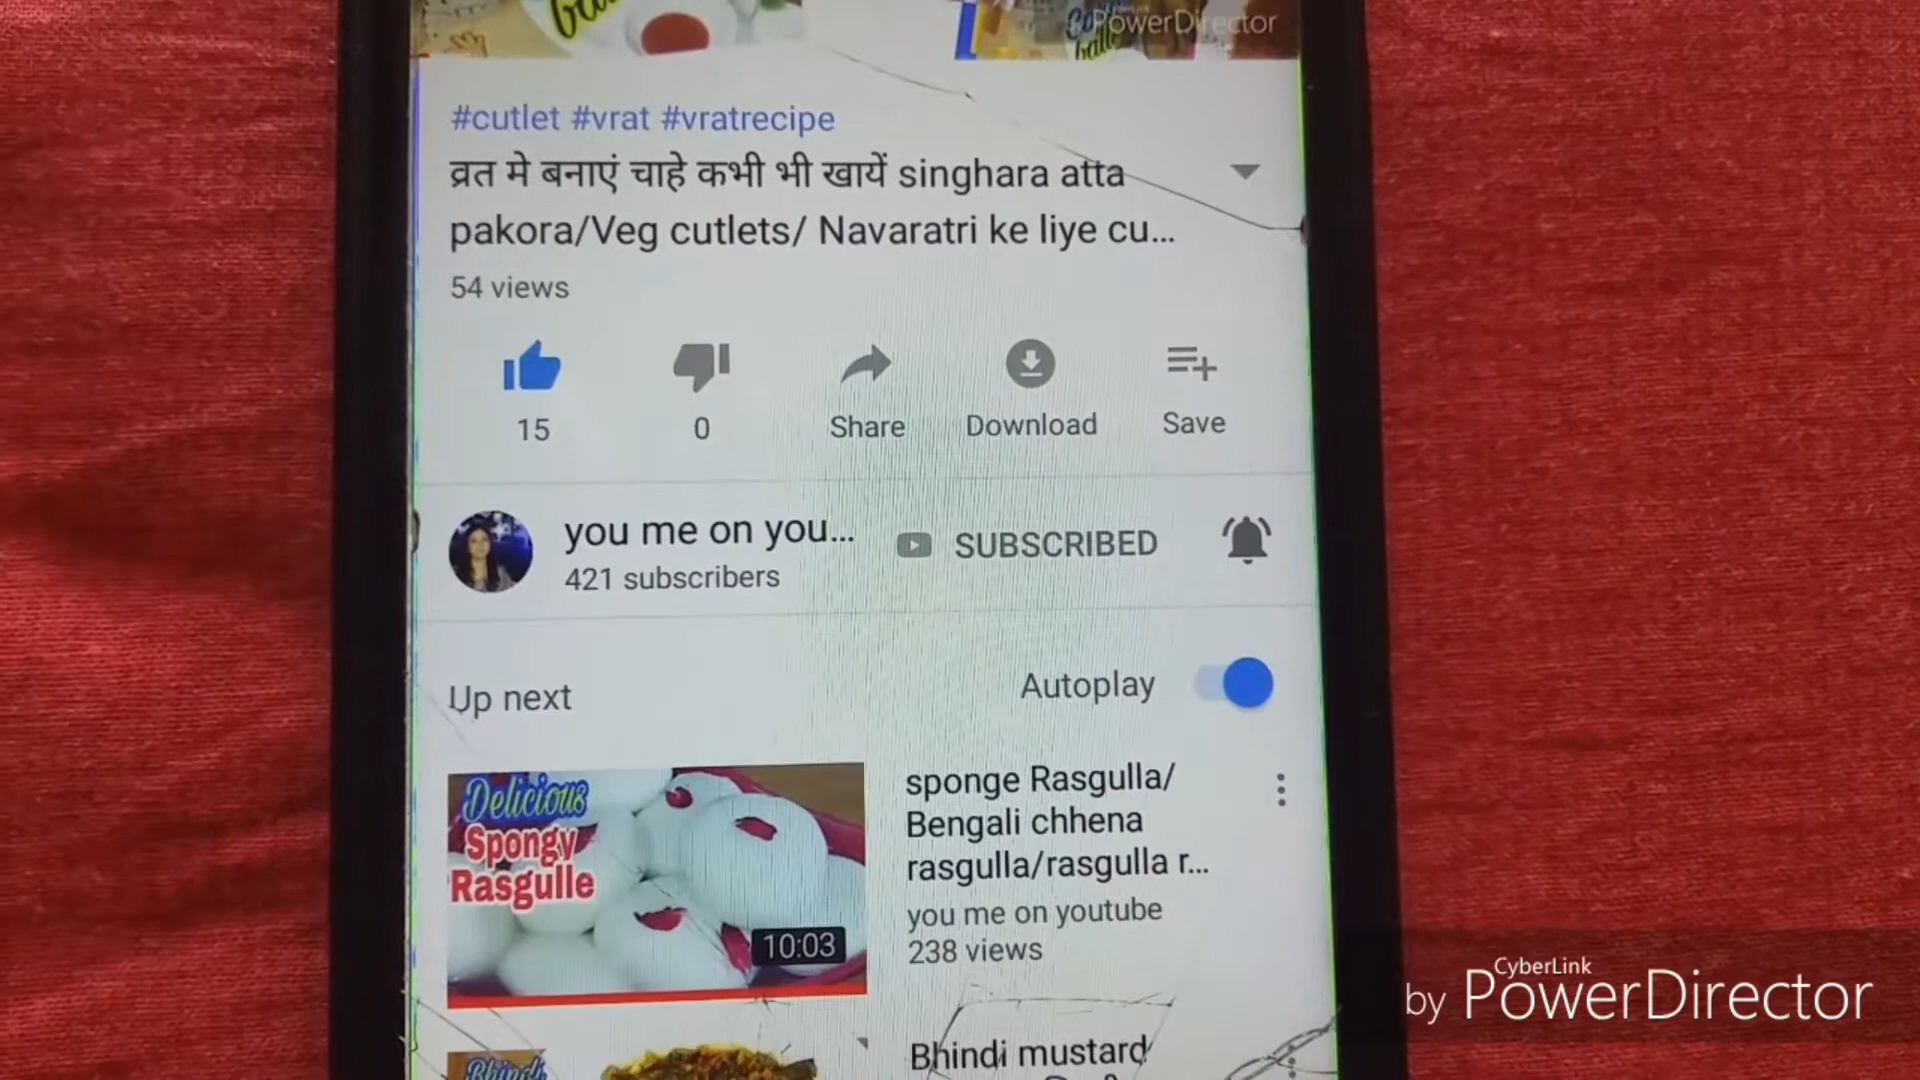 PowerDirector
#cutlet #vrat #vratrecipe
व्रत मे बनाएं चाहे कभी भी खायें singhara atta
pakora/Veg cutlets/ Navaratri ke liye cu...
54 views
15
0
Share
Download
Save
you me on you...
SUBSCRIBED
421 subscribers
Up next
Autoplay
Delicious
Spongy
Rasgulle
10:03
sponge Rasgulla/
Bengali chhena
rasgulla/rasgulla r...
you me on youtube
238 views
Bhindi
Bhindi mustard
CyberLink
by PowerDirector